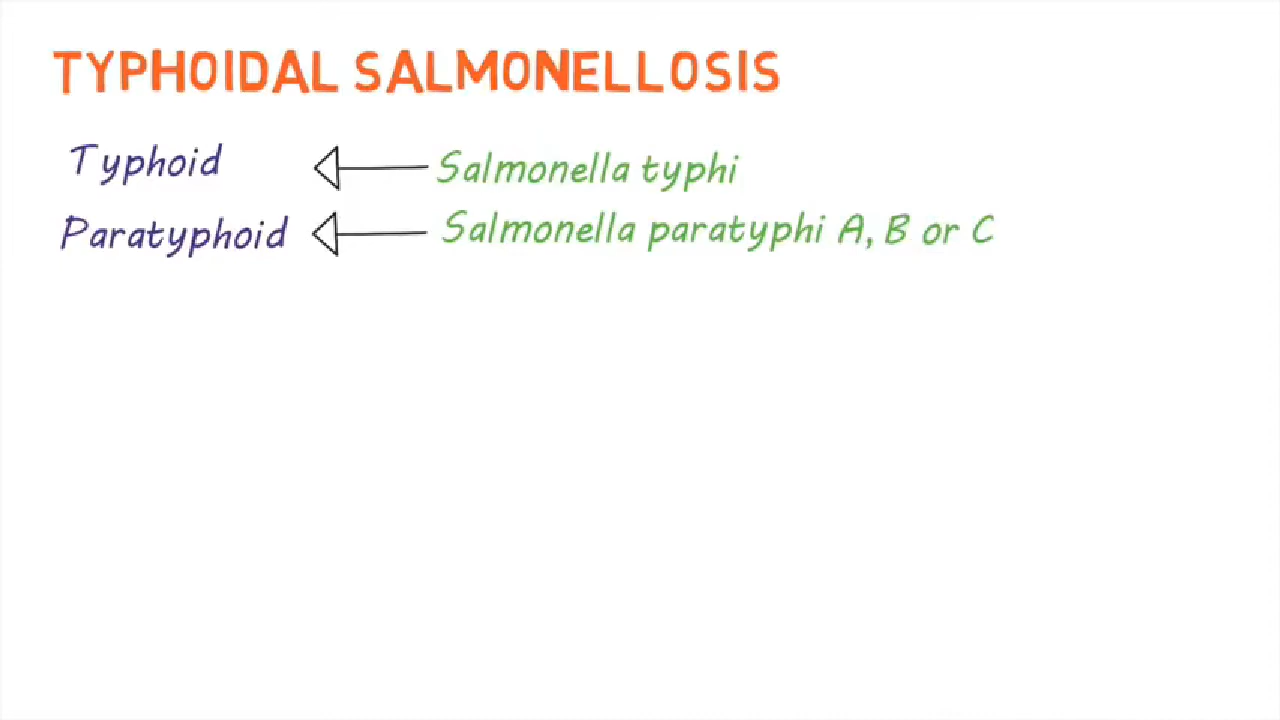 TYPHOIDAL SALMONELLOSIS
Typhoid Salmonella typhi
Paratyphoid Salmonella paratyphi A, B or C